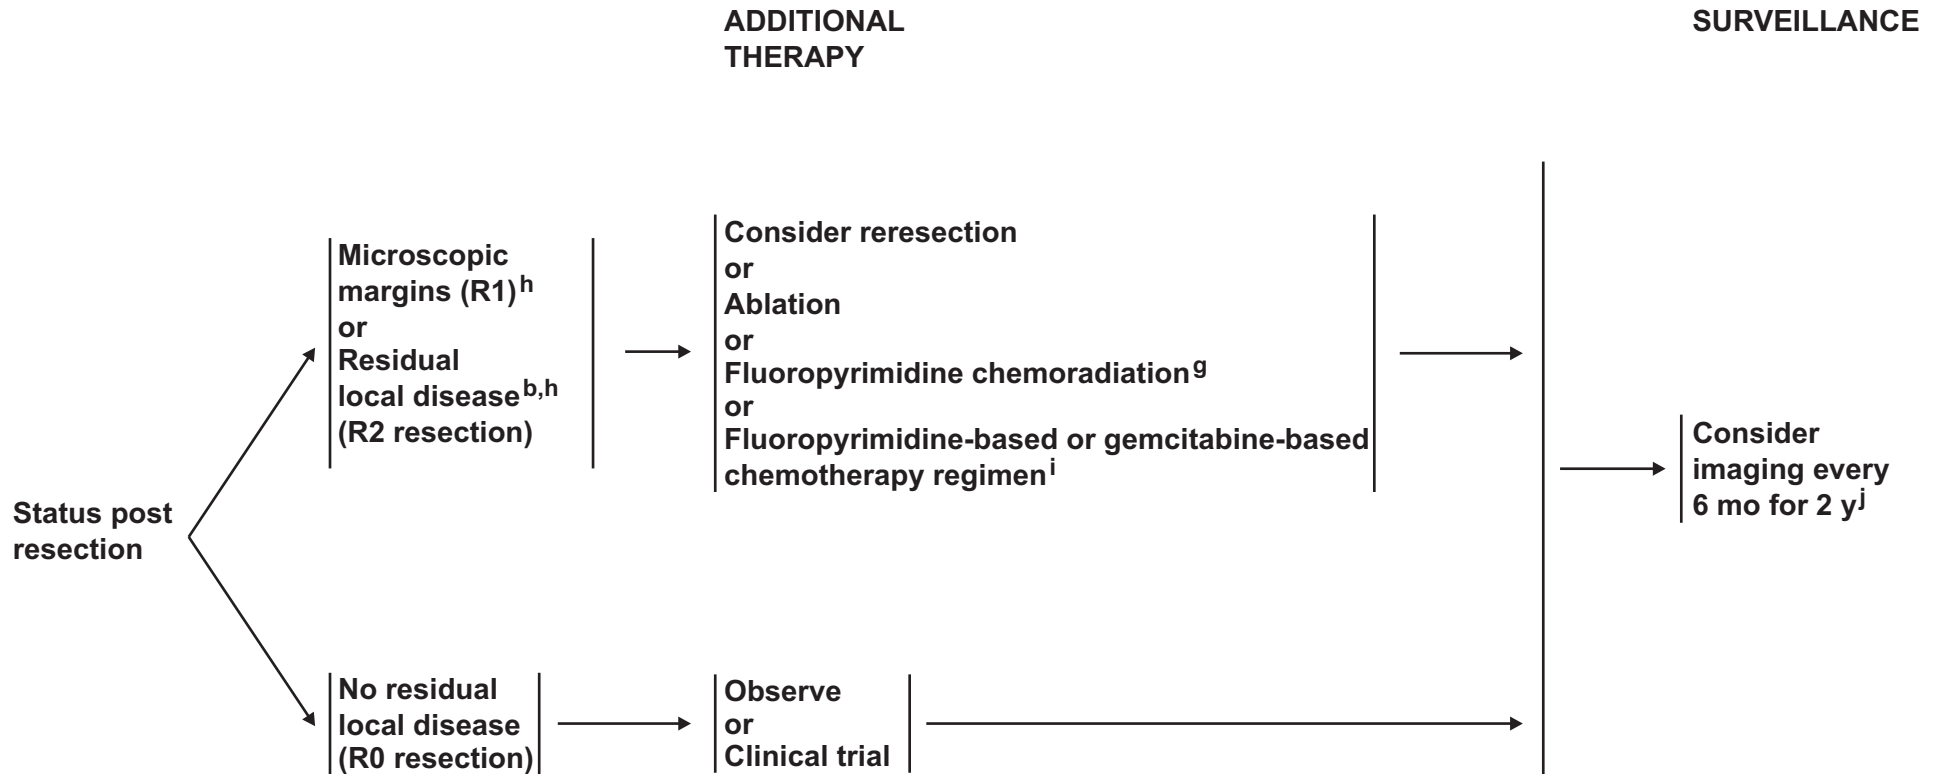 ADDITIONAL
THERAPY
SURVEILLANCE
Status post
resection
Microscopic
margins (R1)h
or
Residual
local diseaseb,h
(R2 resection)
Consider reresection
or
Ablation
or
Fluoropyrimidine chemoradiationg
or
Fluoropyrimidine-based or gemcitabine-based
chemotherapy regimeni
No residual
local disease
(R0 resection)
Observe
or
Clinical trial
Consider
imaging every
6 mo for 2 yj